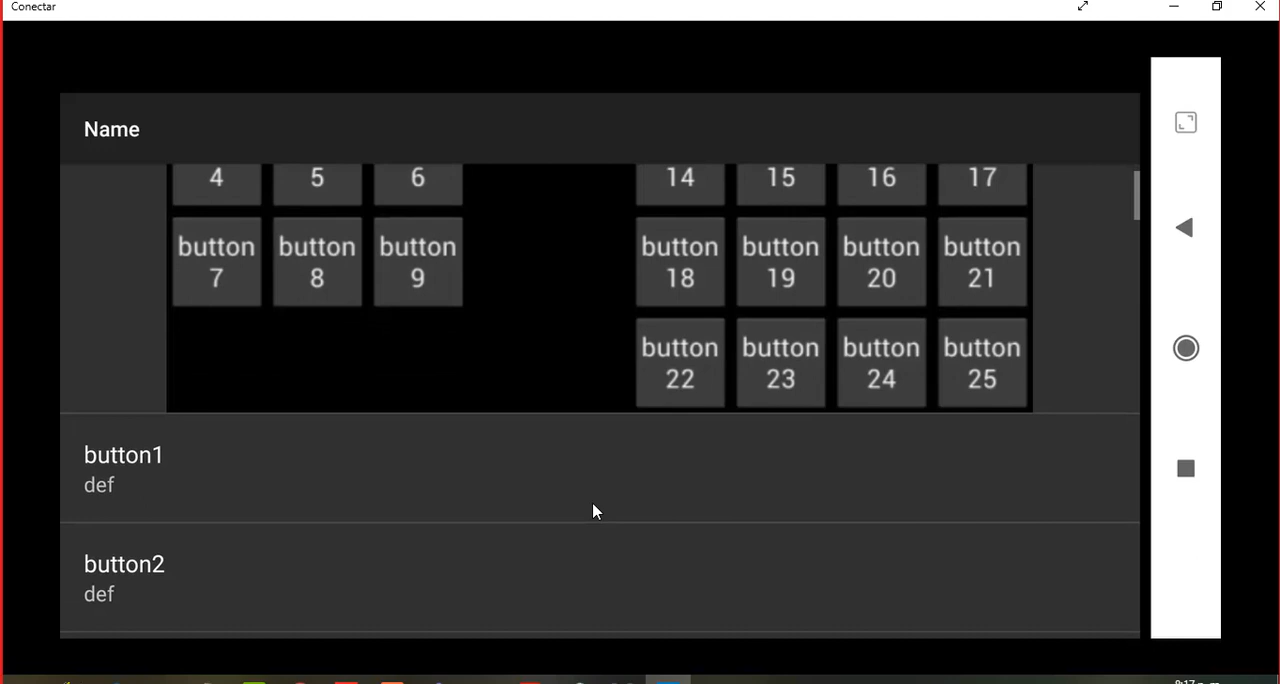 Conectar
Name
4 5 6 14 15 16 17
button button button button button button button
7 8 9 18 19 20 21
button button button button
22 23 24 25
button1
def
button2
def